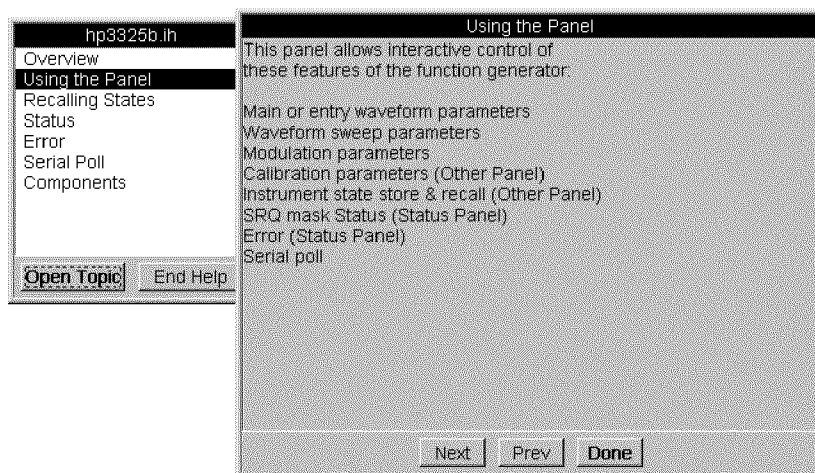 hp3325b.ih
Overview
Using the Panel
Recalling States
Status
Error
Serial Poll
Components
Open Topic
End Help
Using the Panel
This panel allows interactive control of
these features of the function generator:
Main or entry waveform parameters
Waveform sweep parameters
Modulation parameters
Calibration parameters (Other Panel)
Instrument state store & recall (Other Panel)
SRQ mask Status (Status Panel)
Error (Status Panel)
Serial poll
Next
Prev
Done